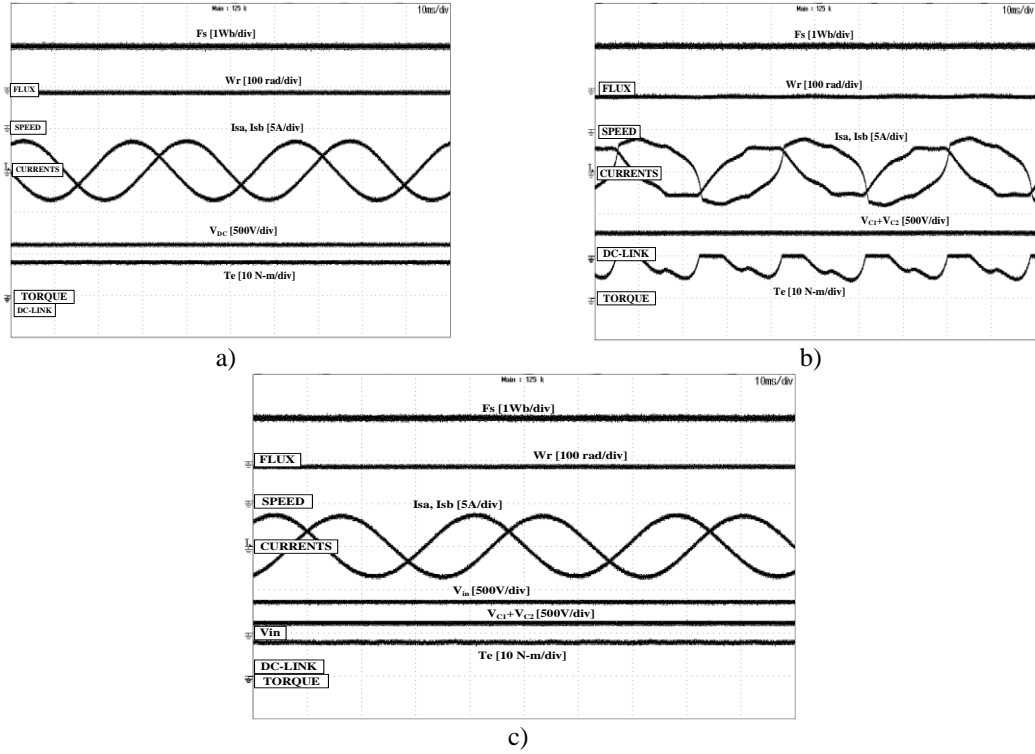 Main : 125 k
10ms/div
Fs [1Wb/div]
Wr [100 rad/div]
FLUX
SPEED
Isa, Isb [5A/div]
CURRENTS
VDC [500V/div]
Te [10 N-m/div]
TORQUE
DC-LINK
a)
Main : 125 k
10ms/div
Fs [1Wb/div]
Wr [100 rad/div]
FLUX
SPEED
Isa, Isb [5A/div]
CURRENTS
VC1+VC2 [500V/div]
DC-LINK
Te [10 N-m/div]
TORQUE
b)
Main : 125 k
10ms/div
Fs [1Wb/div]
Wr [100 rad/div]
FLUX
SPEED
Isa, Isb [5A/div]
CURRENTS
Vin [500V/div]
VC1+VC2 [500V/div]
Vin
Te [10 N-m/div]
DC-LINK
TORQUE
c)